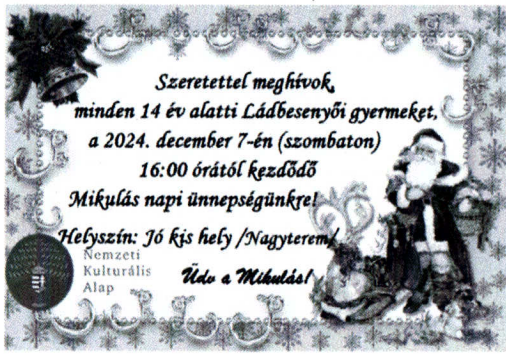 Szeretettel meghívok,
minden 14 év alatti Ládbesenyői gyermeket,
a 2024. december 7-én (szombaton)
16:00 órától kezdődő
Mikulás napi ünnepségünkre!
Helyszín: Jó kis hely /Nagyterem/
Nemzeti
Kulturális
Alap
Üdv a Mikulás!